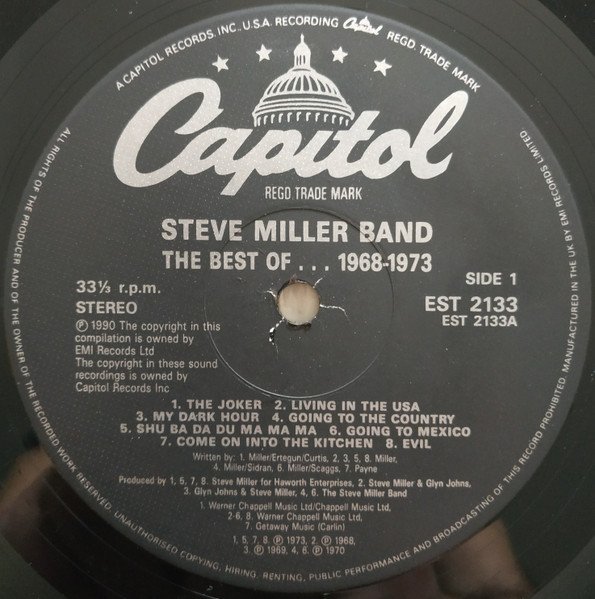 A CAPITOL RECORDS, INC., U.S.A. RECORDING Capitol REGD. TRADE MARK
Capitol
REGD TRADE MARK
STEVE MILLER BAND
THE BEST OF . . . 1968-1973
33⅓ r.p.m.
STEREO
SIDE 1
EST 2133
EST 2133A
℗ 1990 The copyright in this
compilation is owned by
EMI Records Ltd
The copyright in these sound
recordings is owned by
Capitol Records Inc
1. THE JOKER 2. LIVING IN THE USA
3. MY DARK HOUR 4. GOING TO THE COUNTRY
5. SHU BA DA DU MA MA MA 6. GOING TO MEXICO
7. COME ON INTO THE KITCHEN 8. EVIL
Written by: 1. Miller/Ertegun/Curtis, 2, 3, 5, 8. Miller,
4. Miller/Sidran, 6. Miller/Scaggs, 7. Payne
Produced by 1, 5, 7, 8. Steve Miller for Haworth Enterprises, 2. Steve Miller & Glyn Johns,
3. Glyn Johns & Steve Miller, 4, 6. The Steve Miller Band
1. Warner Chappell Music Ltd/Chappell Music Ltd,
2-6, 8. Warner Chappell Music Ltd,
7. Getaway Music (Carlin)
1, 5, 7, 8. ℗ 1973, 2. ℗ 1968,
3. ℗ 1969, 4, 6. ℗ 1970
ALL RIGHTS OF THE PRODUCER AND OF THE OWNER OF THE RECORDED WORK RESERVED. UNAUTHORISED COPYING, HIRING, RENTING, PUBLIC PERFORMANCE AND BROADCASTING OF THIS RECORD PROHIBITED. MANUFACTURED IN THE UK BY EMI RECORDS LIMITED